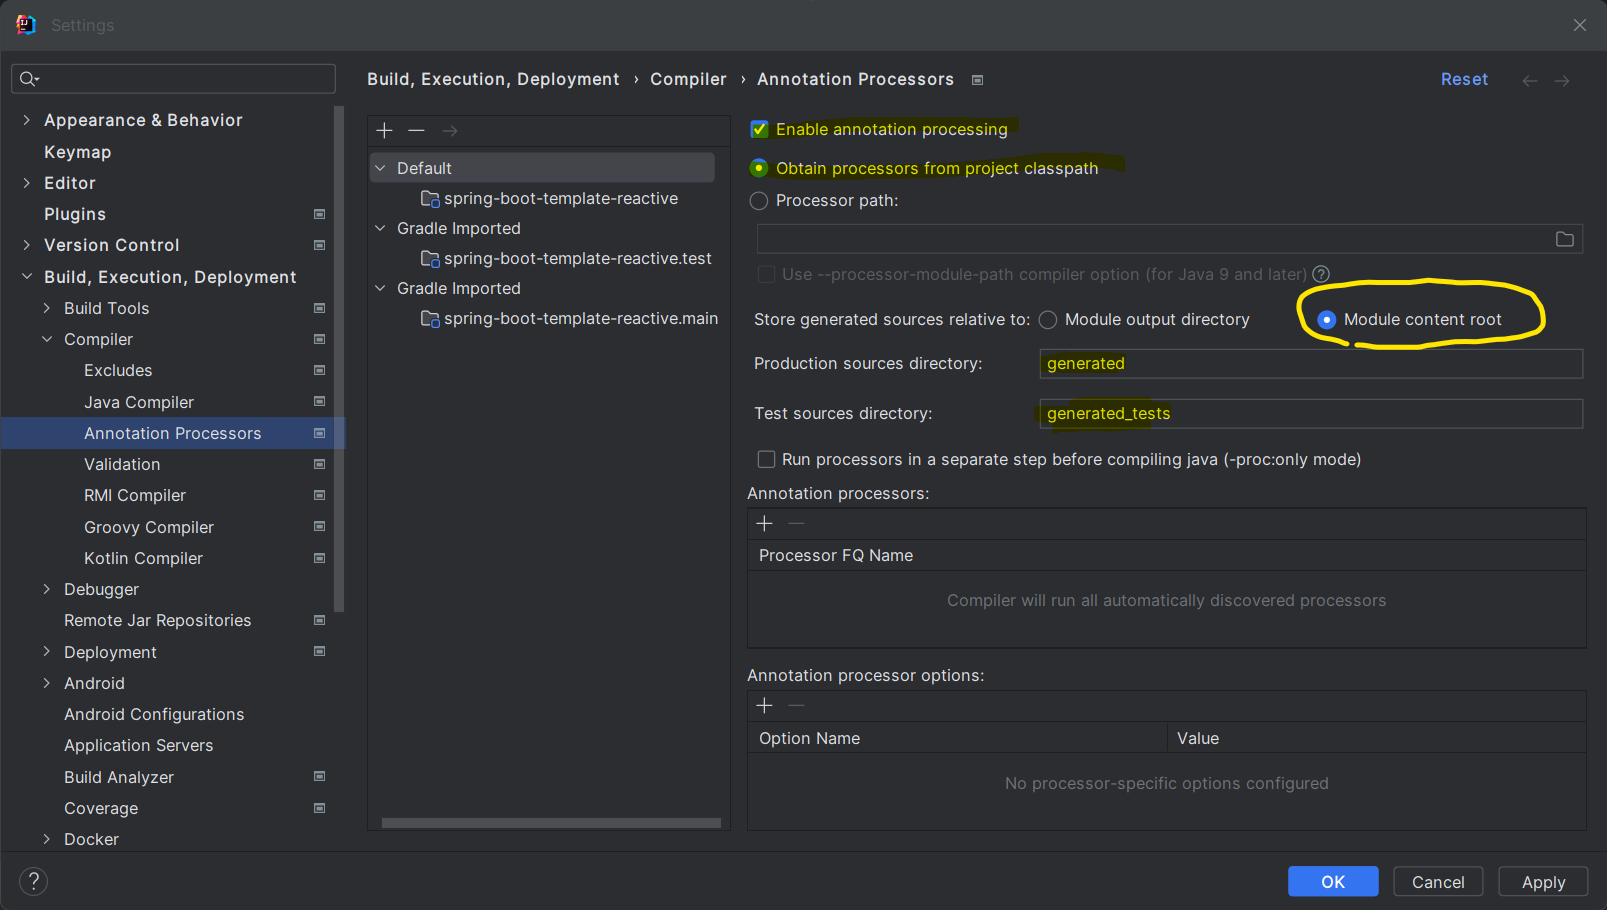 Settings
Build, Execution, Deployment › Compiler › Annotation Processors
Reset
Appearance & Behavior
Keymap
Editor
Plugins
Version Control
Build, Execution, Deployment
Build Tools
Compiler
Excludes
Java Compiler
Annotation Processors
Validation
RMI Compiler
Groovy Compiler
Kotlin Compiler
Debugger
Remote Jar Repositories
Deployment
Android
Android Configurations
Application Servers
Build Analyzer
Coverage
Docker
Default
spring-boot-template-reactive
Gradle Imported
spring-boot-template-reactive.test
Gradle Imported
spring-boot-template-reactive.main
Enable annotation processing
Obtain processors from project classpath
Processor path:
Use --processor-module-path compiler option (for Java 9 and later) ?
Store generated sources relative to: Module output directory Module content root
Production sources directory: generated
Test sources directory: generated_tests
Run processors in a separate step before compiling java (-proc:only mode)
Annotation processors:
Processor FQ Name
Compiler will run all automatically discovered processors
Annotation processor options:
Option Name Value
No processor-specific options configured
? OK Cancel Apply